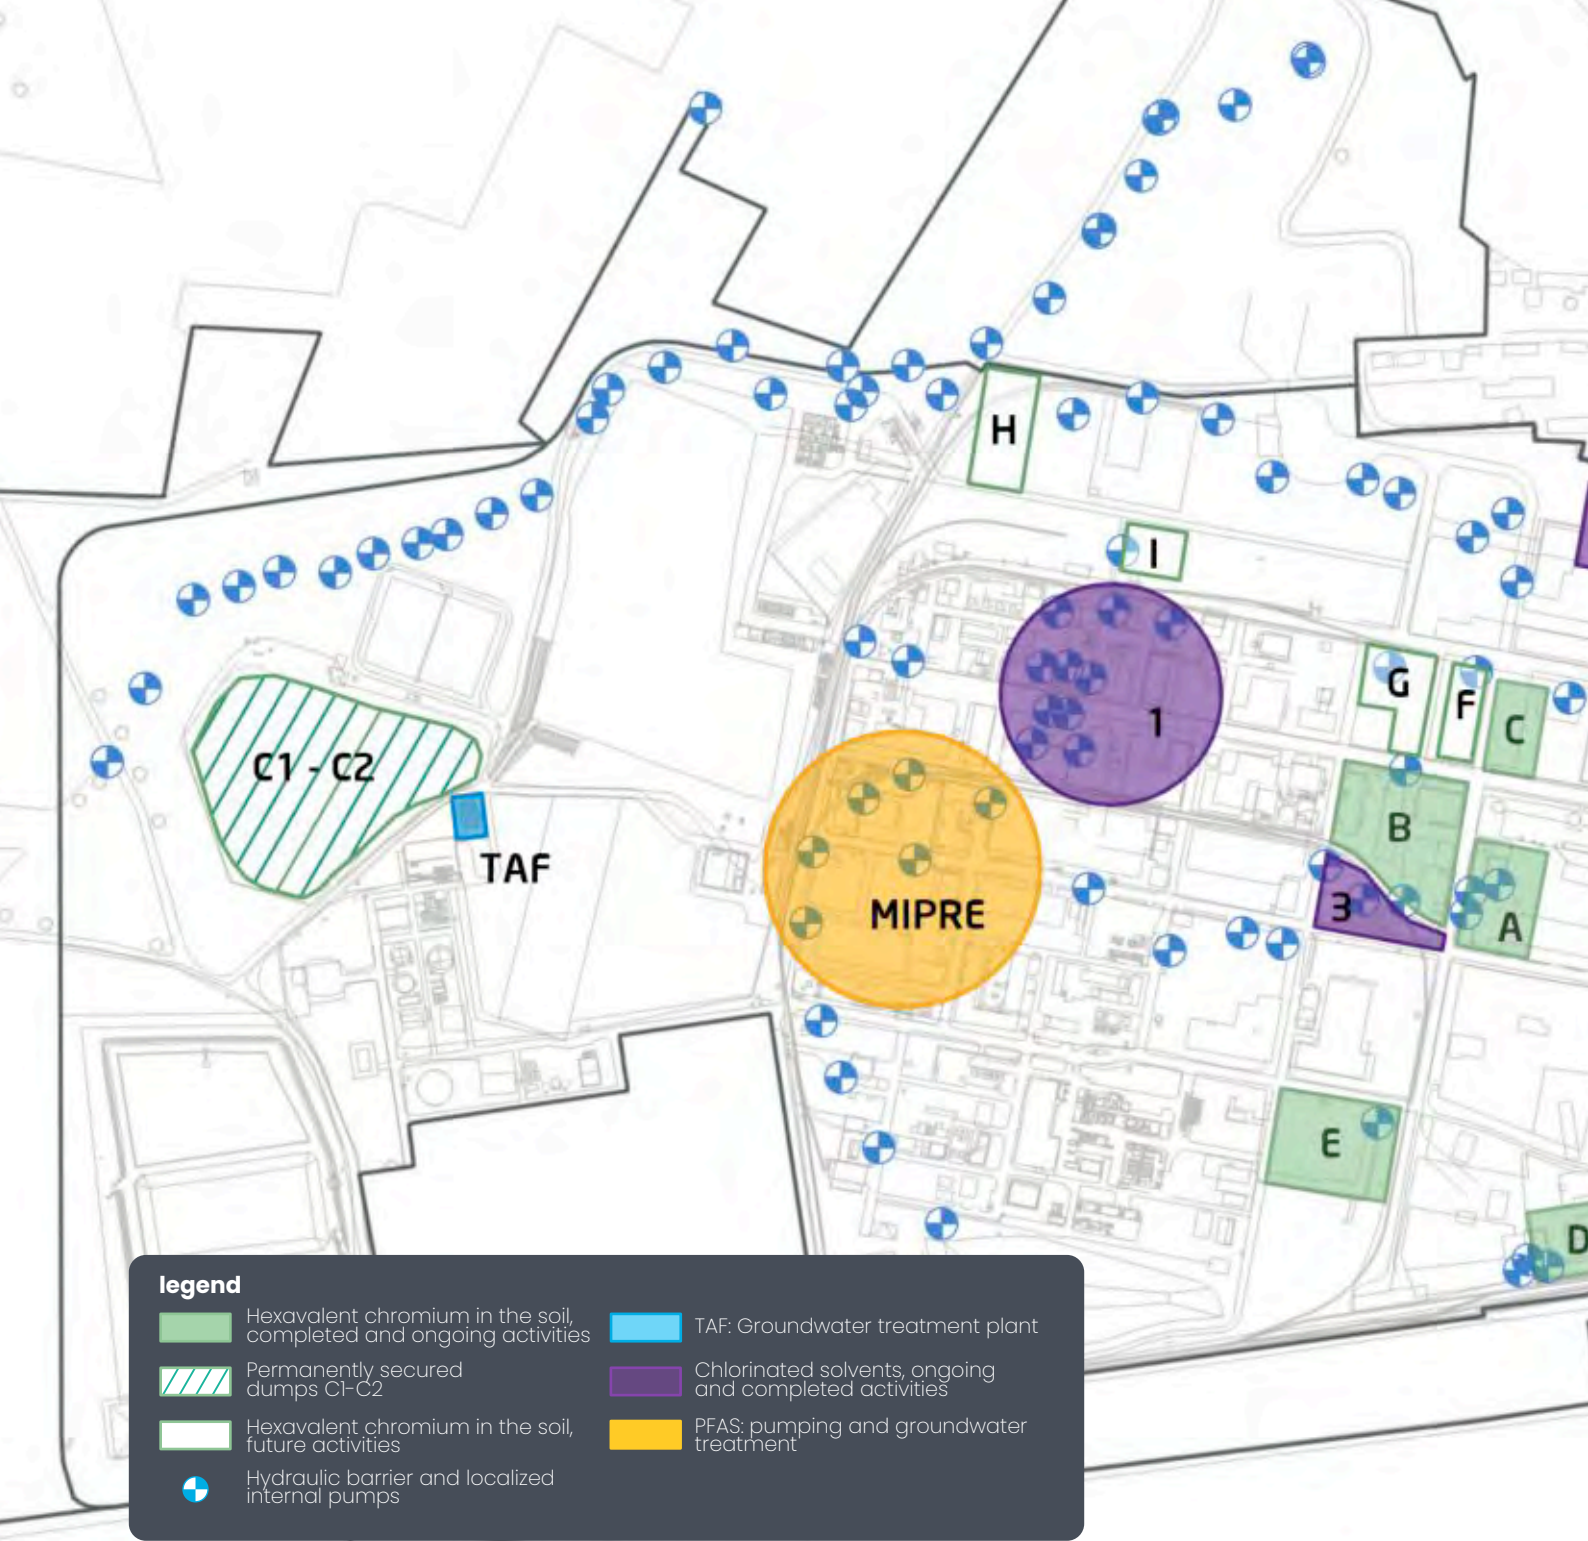 H
I
G
F
C
1
C1 - C2
B
TAF
3
A
MIPRE
E
D
legend
Hexavalent chromium in the soil,
completed and ongoing activities
Permanently secured
dumps C1-C2
Hexavalent chromium in the soil,
future activities
Hydraulic barrier and localized
internal pumps
TAF: Groundwater treatment plant
Chlorinated solvents, ongoing
and completed activities
PFAS: pumping and groundwater
treatment